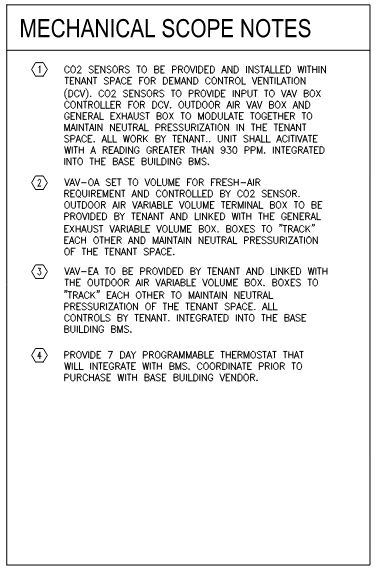 MECHANICAL SCOPE NOTES
1 CO2 SENSORS TO BE PROVIDED AND INSTALLED WITHIN
TENANT SPACE FOR DEMAND CONTROL VENTILATION
(DCV). CO2 SENSORS TO PROVIDE INPUT TO VAV BOX
CONTROLLER FOR DCV. OUTDOOR AIR VAV BOX AND
GENERAL EXHAUST BOX TO MODULATE TOGETHER TO
MAINTAIN NEUTRAL PRESSURIZATION IN THE TENANT
SPACE. ALL WORK BY TENANT.. UNIT SHALL ACITIVATE
WITH A READING GREATER THAN 930 PPM. INTEGRATED
INTO THE BASE BUILDING BMS.
2 VAV-OA SET TO VOLUME FOR FRESH-AIR
REQUIREMENT AND CONTROLLED BY CO2 SENSOR.
OUTDOOR AIR VARIABLE VOLUME TERMINAL BOX TO BE
PROVIDED BY TENANT AND LINKED WITH THE GENERAL
EXHAUST VARIABLE VOLUME BOX. BOXES TO "TRACK"
EACH OTHER AND MAINTAIN NEUTRAL PRESSURIZATION
OF THE TENANT SPACE.
3 VAV-EA TO BE PROVIDED BY TENANT AND LINKED WITH
THE OUTDOOR AIR VARIABLE VOLUME BOX. BOXES TO
"TRACK" EACH OTHER TO MAINTAIN NEUTRAL
PRESSURIZATION OF THE TENANT SPACE. ALL
CONTROLS BY TENANT. INTEGRATED INTO THE BASE
BUILDING BMS.
4 PROVIDE 7 DAY PROGRAMMABLE THERMOSTAT THAT
WILL INTEGRATE WITH BMS. COORDINATE PRIOR TO
PURCHASE WITH BASE BUILDING VENDOR.